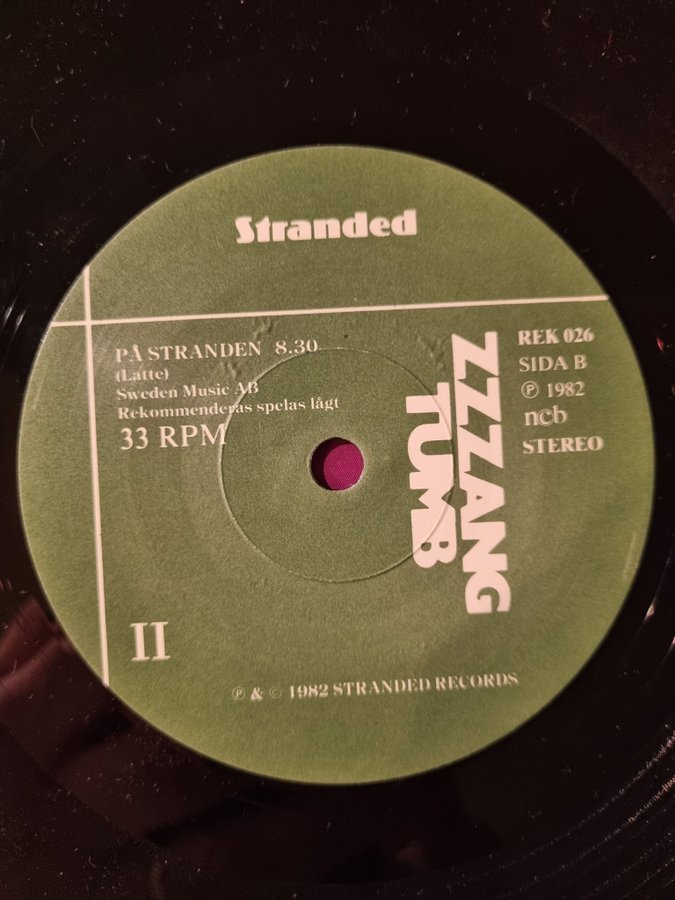 Stranded
PÅ STRANDEN 8.30
(Latte)
Sweden Music AB
Rekommenderas spelas lågt
33 RPM
ZZZANG
TUMB
REK 026
SIDA B
℗ 1982
ncb
STEREO
II
℗ & © 1982 STRANDED RECORDS